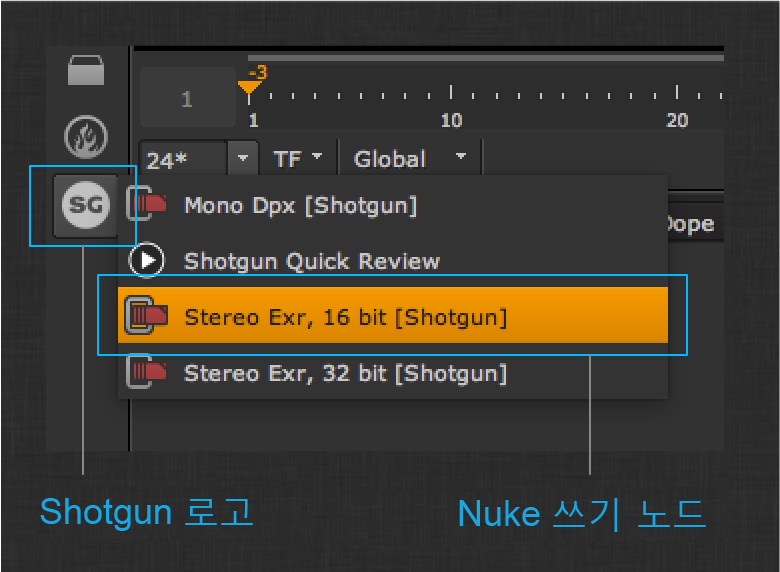 -3
1
1
10
20
24*
TF
Global
SG
Mono Dpx [Shotgun]
Dope
Shotgun Quick Review
Stereo Exr, 16 bit [Shotgun]
Stereo Exr, 32 bit [Shotgun]
Shotgun 로고
Nuke 쓰기 노드